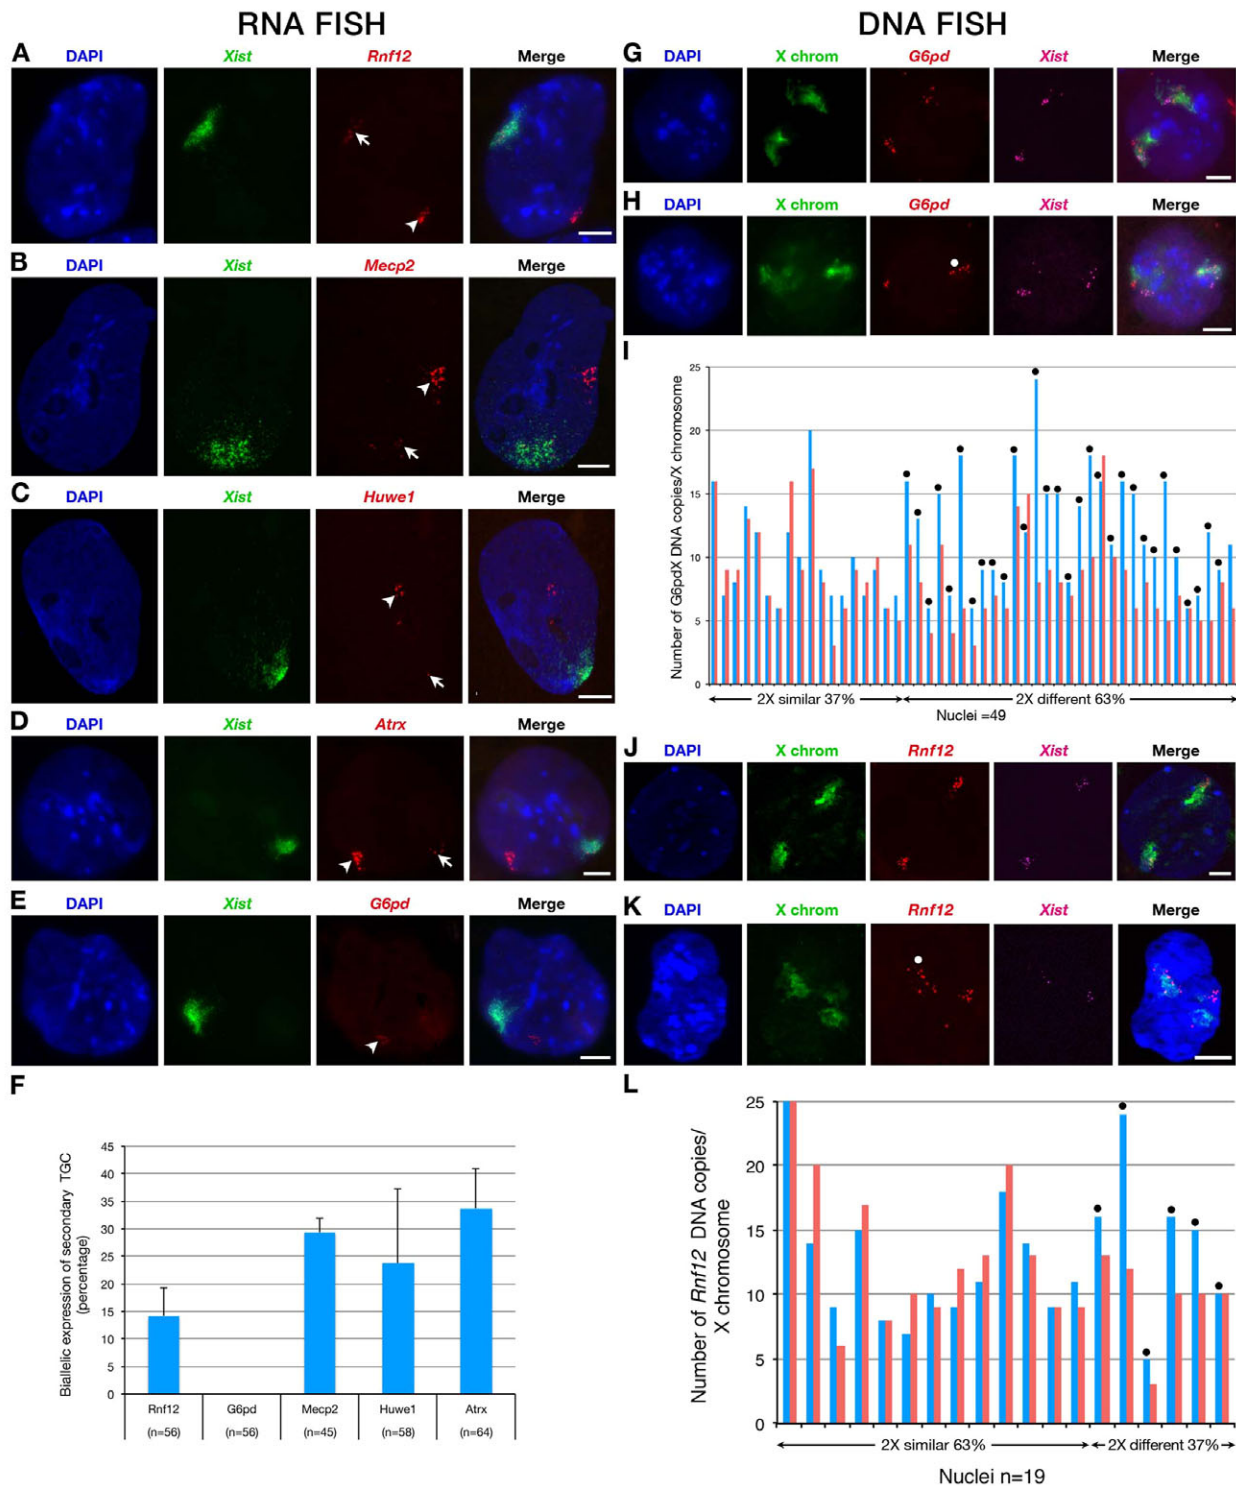 RNA FISH
A
DAPI Xist Rnf12 Merge
B
DAPI Xist Mecp2 Merge
C
DAPI Xist Huwe1 Merge
D
DAPI Xist Atrx Merge
E
DAPI Xist G6pd Merge
F
Biallelic expression of secondary TGC
(percentage)
45
40
35
30
25
20
15
10
5
0
Rnf12 G6pd Mecp2 Huwe1 Atrx
(n=56) (n=56) (n=45) (n=58) (n=64)
DNA FISH
G
DAPI X chrom G6pd Xist Merge
H
DAPI X chrom G6pd Xist Merge
I
Number of G6pdX DNA copies/X chromosome
25
20
15
10
5
0
2X similar 37% 2X different 63%
Nuclei =49
J
DAPI X chrom Rnf12 Xist Merge
K
DAPI X chrom Rnf12 Xist Merge
L
Number of Rnf12 DNA copies/
X chromosome
25
20
15
10
5
0
2X similar 63% 2X different 37%
Nuclei n=19